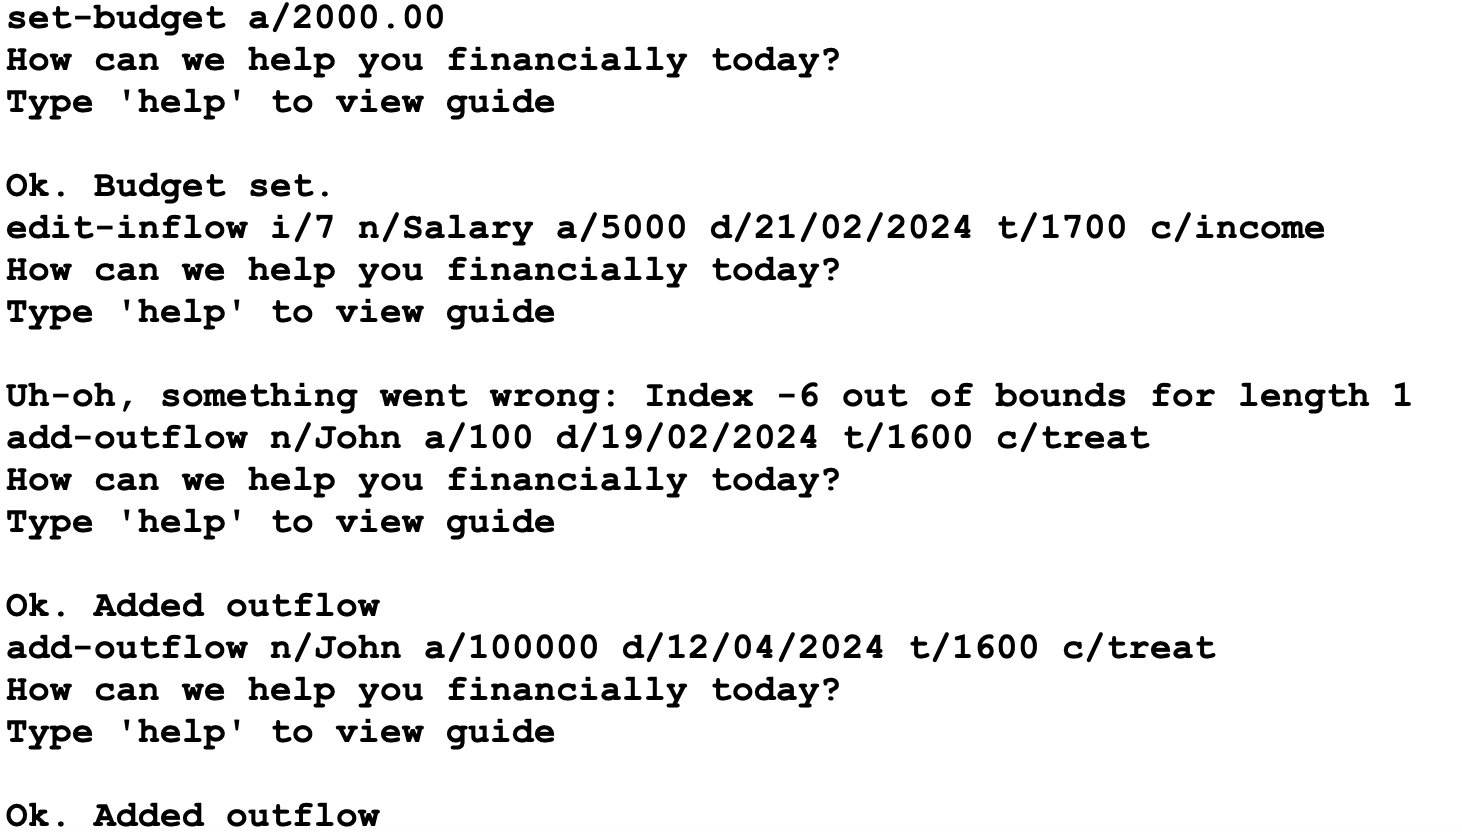 set-budget a/2000.00
How can we help you financially today?
Type 'help' to view guide
Ok. Budget set.
edit-inflow i/7 n/Salary a/5000 d/21/02/2024 t/1700 c/income
How can we help you financially today?
Type 'help' to view guide
Uh-oh, something went wrong: Index -6 out of bounds for length 1
add-outflow n/John a/100 d/19/02/2024 t/1600 c/treat
How can we help you financially today?
Type 'help' to view guide
Ok. Added outflow
add-outflow n/John a/100000 d/12/04/2024 t/1600 c/treat
How can we help you financially today?
Type 'help' to view guide
Ok. Added outflow